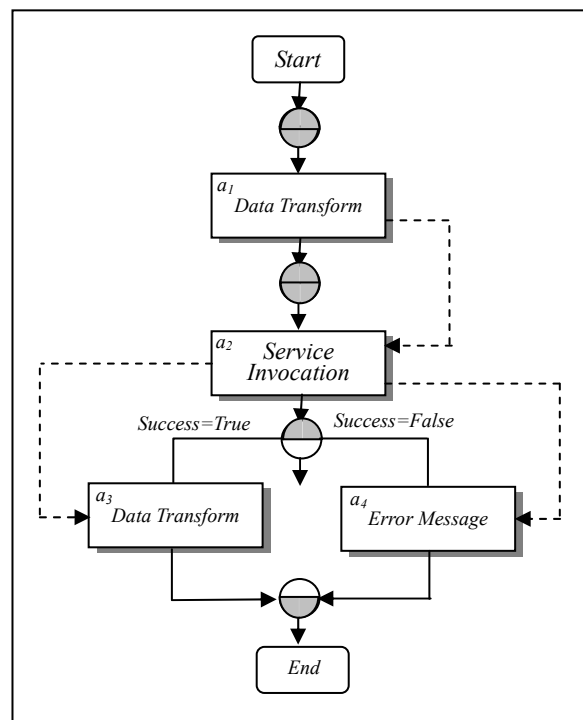 Start
a1
Data Transform
a2
Service
Invocation
Success=True
Success=False
a3
Data Transform
a4
Error Message
End